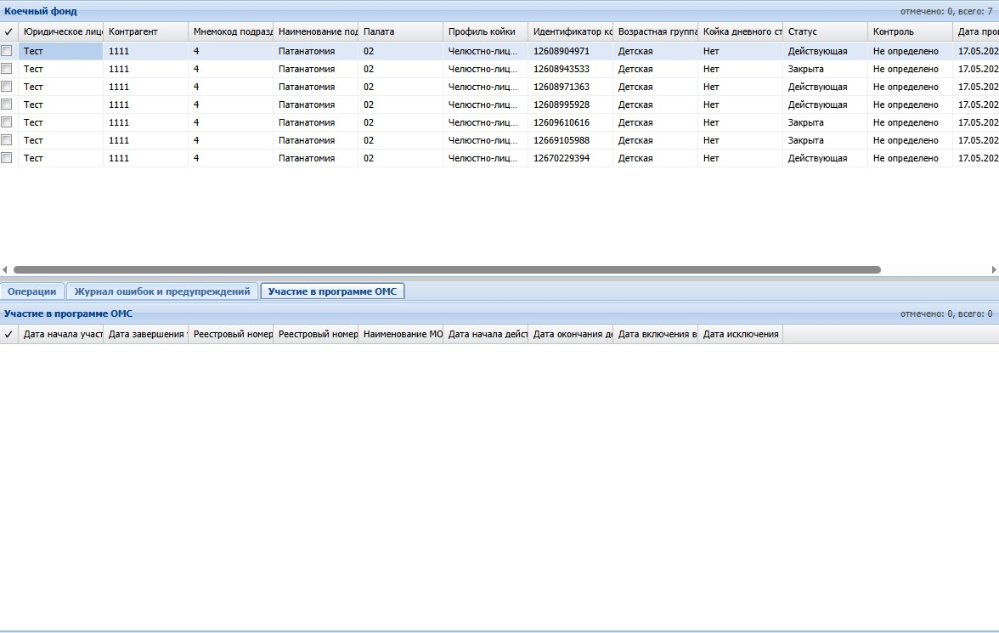 Коечный фонд отмечено: 0, всего: 7
Юридическое лицо Контрагент Мнемокод подразд Наименование под Палата Профиль койки Идентификатор ко Возрастная группа Койка дневного ст Статус Контроль Дата про
Тест 1111 4 Патанатомия 02 Челюстно-лиц... 12608904971 Детская Нет Действующая Не определено 17.05.202
Тест 1111 4 Патанатомия 02 Челюстно-лиц... 12608943533 Детская Нет Закрыта Не определено 17.05.202
Тест 1111 4 Патанатомия 02 Челюстно-лиц... 12608971363 Детская Нет Действующая Не определено 17.05.202
Тест 1111 4 Патанатомия 02 Челюстно-лиц... 12608995928 Детская Нет Действующая Не определено 17.05.202
Тест 1111 4 Патанатомия 02 Челюстно-лиц... 12609610616 Детская Нет Закрыта Не определено 17.05.202
Тест 1111 4 Патанатомия 02 Челюстно-лиц... 12669105988 Детская Нет Закрыта Не определено 17.05.202
Тест 1111 4 Патанатомия 02 Челюстно-лиц... 12670229394 Детская Нет Действующая Не определено 17.05.202
Операции Журнал ошибок и предупреждений Участие в программе ОМС
Участие в программе ОМС отмечено: 0, всего: 0
Дата начала участ Дата завершения Реестровый номер Реестровый номер Наименование МО Дата начала дейст Дата окончания де Дата включения в Дата исключения